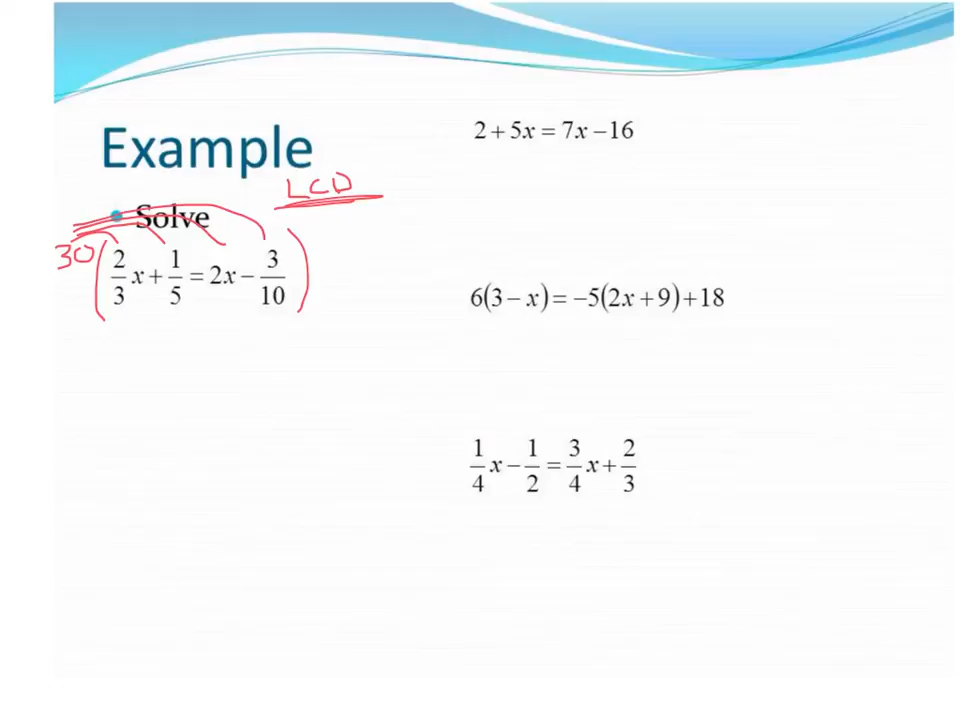 Example
LCD
• Solve
30(2/3 x + 1/5 = 2x − 3/10)
2 + 5x = 7x − 16
6(3 − x) = −5(2x + 9) + 18
1/4 x − 1/2 = 3/4 x + 2/3